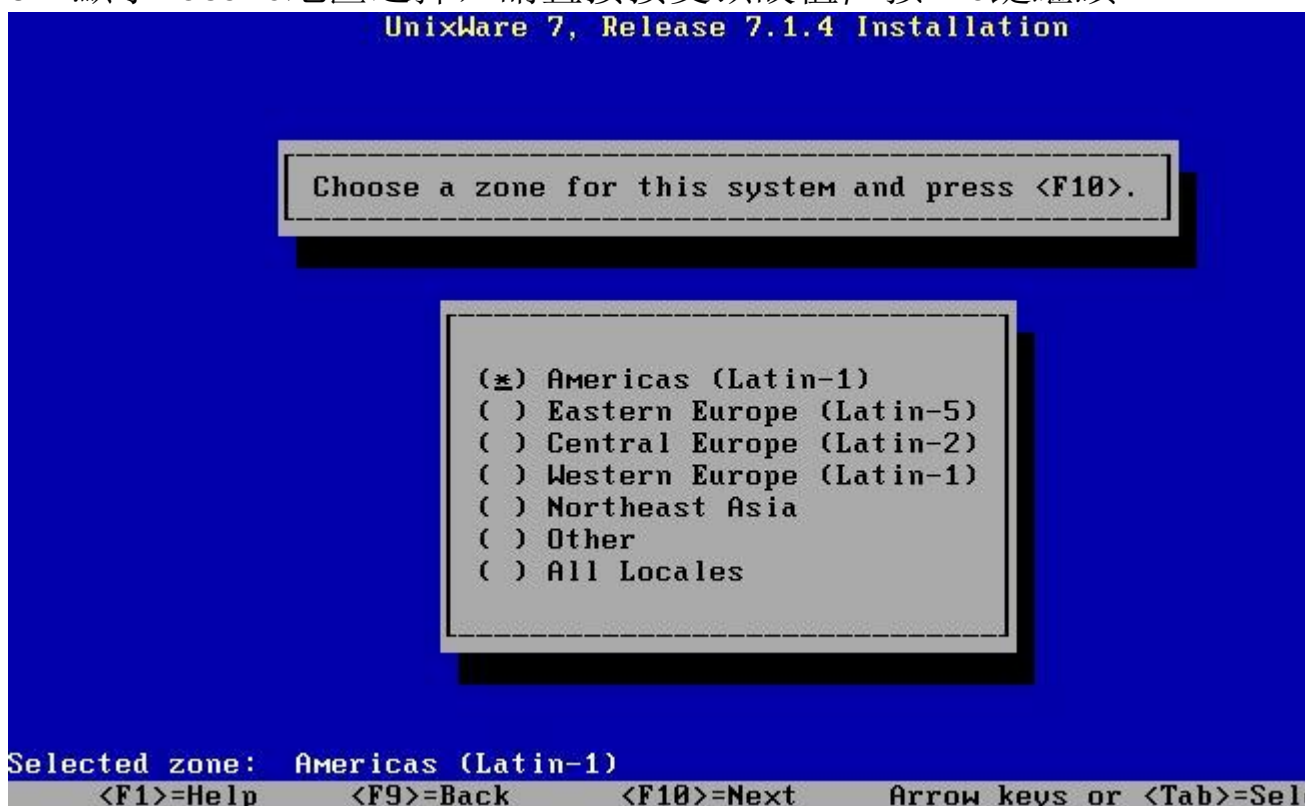 UnixWare 7, Release 7.1.4 Installation
Choose a zone for this system and press <F10>.
(*) Americas (Latin-1)
( ) Eastern Europe (Latin-5)
( ) Central Europe (Latin-2)
( ) Western Europe (Latin-1)
( ) Northeast Asia
( ) Other
( ) All Locales
Selected zone: Americas (Latin-1)
<F1>=Help <F9>=Back <F10>=Next Arrow keys or <Tab>=Sel